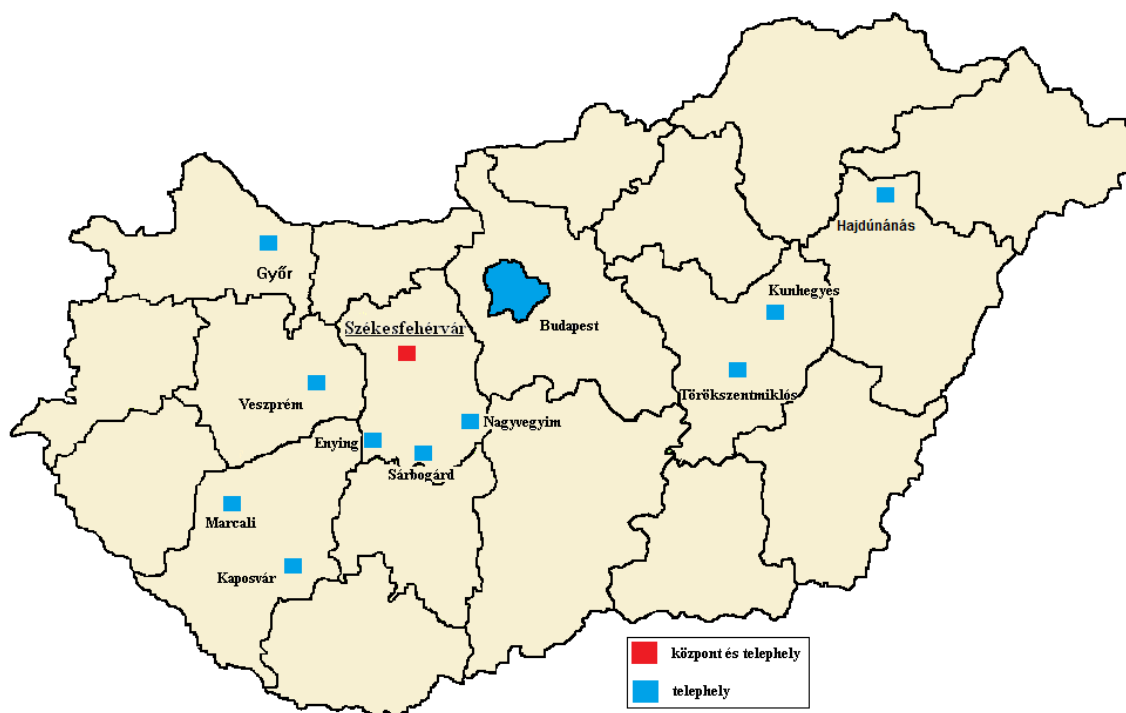 Hajdúnánás
Győr
Kunhegyes
Székesfehérvár
Budapest
Törökszentmiklós
Veszprém
Nagyvegyim
Enying
Sárbogárd
Marcali
Kaposvár
központ és telephely
telephely